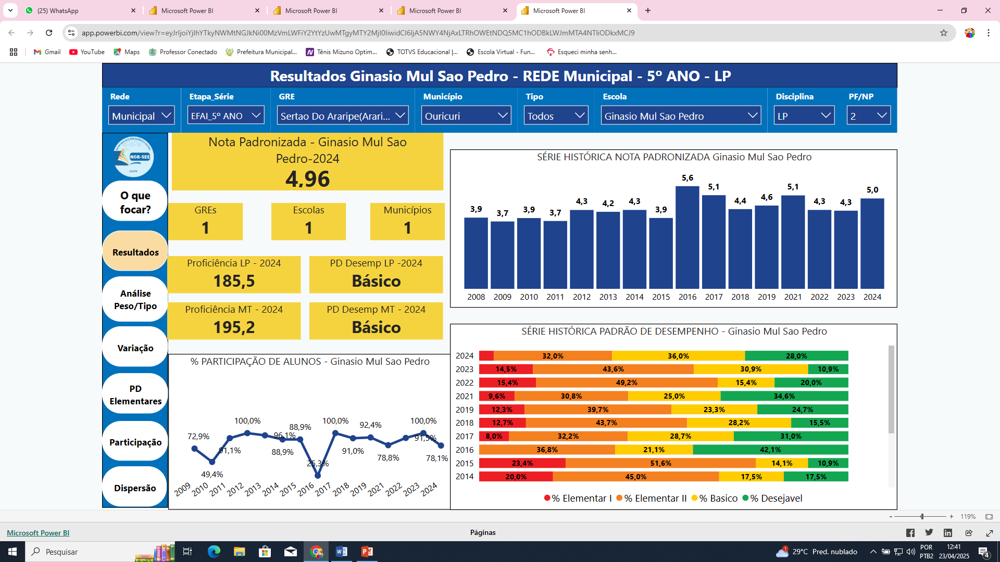 (25) WhatsApp
Microsoft Power BI
Microsoft Power BI
Microsoft Power BI
Microsoft Power BI
app.powerbi.com/view?r=eyJrIjoiYjlhYTkyNWMtNGJkNi00MzVmLWFiY2YtYzUwMTgyMTY2MjI0IiwidCI6IjA5NWY4NjAxLTRhOWEtNDQ5MC1hODBkLWJmMTA4NTIiODkxMCJ9
Gmail
YouTube
Maps
Professor Conectado
Prefeitura Municipal...
Tênis Mizuno Optim...
TOTVS Educacional |...
Escola Virtual - Fun...
Esqueci minha senh...
Resultados Ginasio Mul Sao Pedro - REDE Municipal - 5º ANO - LP
Rede
Etapa_Série
GRE
Município
Tipo
Escola
Disciplina
PF/NP
Municipal
EFAI_5º ANO
Sertao Do Araripe(Arari...
Ouricuri
Todos
Ginasio Mul Sao Pedro
LP
2
NGR-SEE
O que
focar?
Resultados
Análise
Peso/Tipo
Variação
PD
Elementares
Participação
Dispersão
Nota Padronizada - Ginasio Mul Sao
Pedro-2024
4,96
GREs
1
Escolas
1
Municípios
1
Proficiência LP - 2024
185,5
PD Desemp LP -2024
Básico
Proficiência MT - 2024
195,2
PD Desemp MT - 2024
Básico
% PARTICIPAÇÃO DE ALUNOS - Ginasio Mul Sao Pedro
72,9%
49,4%
91,1%
100,0%
96,1%
88,9%
88,9%
25,3%
100,0%
91,0%
92,4%
78,8%
91,5%
100,0%
78,1%
2009
2010
2011
2012
2013
2014
2015
2016
2017
2018
2019
2021
2022
2023
2024
SÉRIE HISTÓRICA NOTA PADRONIZADA Ginasio Mul Sao Pedro
3,9
3,7
3,9
3,7
4,3
4,2
4,3
3,9
5,6
5,1
4,4
4,6
5,1
4,3
4,3
5,0
2008
2009
2010
2011
2012
2013
2014
2015
2016
2017
2018
2019
2021
2022
2023
2024
SÉRIE HISTÓRICA PADRÃO DE DESEMPENHO - Ginasio Mul Sao Pedro
2024 32,0% 36,0% 28,0%
2023 14,5% 43,6% 30,9% 10,9%
2022 15,4% 49,2% 15,4% 20,0%
2021 9,6% 30,8% 25,0% 34,6%
2019 12,3% 39,7% 23,3% 24,7%
2018 12,7% 43,7% 28,2% 15,5%
2017 8,0% 32,2% 28,7% 31,0%
2016 36,8% 21,1% 42,1%
2015 23,4% 51,6% 14,1% 10,9%
2014 20,0% 45,0% 17,5% 17,5%
% Elementar I % Elementar II % Basico % Desejavel
- + 119%
Microsoft Power BI
Páginas
Pesquisar
29°C Pred. nublado
POR
PTB2
12:41
23/04/2025
4